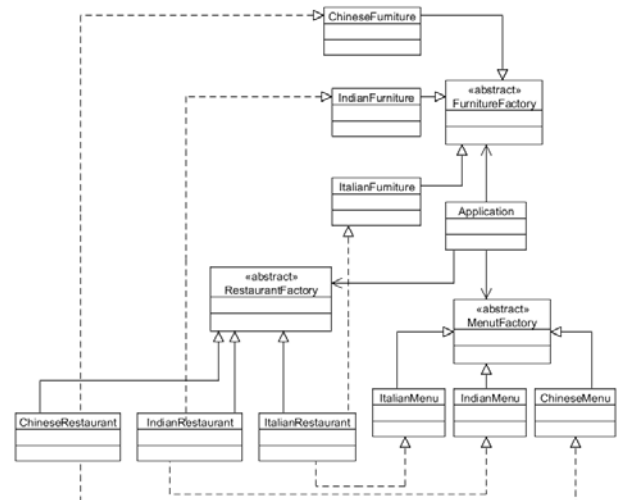 ChineseFurniture
«abstract»
FurnitureFactory
IndianFurniture
ItalianFurniture
Application
«abstract»
RestaurantFactory
«abstract»
MenutFactory
ItalianMenu
IndianMenu
ChineseMenu
ChineseRestaurant
IndianRestaurant
ItalianRestaurant